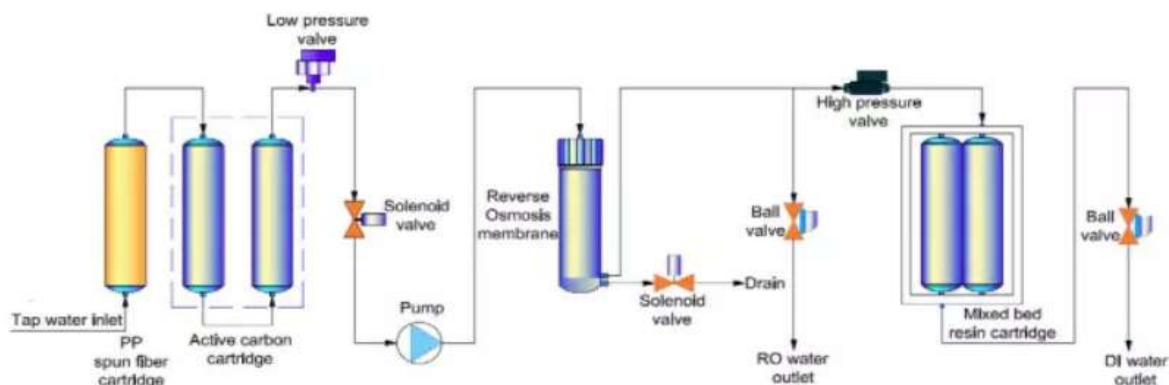 Low pressure
valve
High pressure
valve
Solenoid
valve
Reverse
Osmosis
membrane
Ball
valve
Ball
valve
Pump
Drain
Solenoid
valve
Tap water inlet
PP
spun fiber
cartridge
Active carbon
cartridge
Mixed bed
resin cartridge
RO water
outlet
DI water
outlet